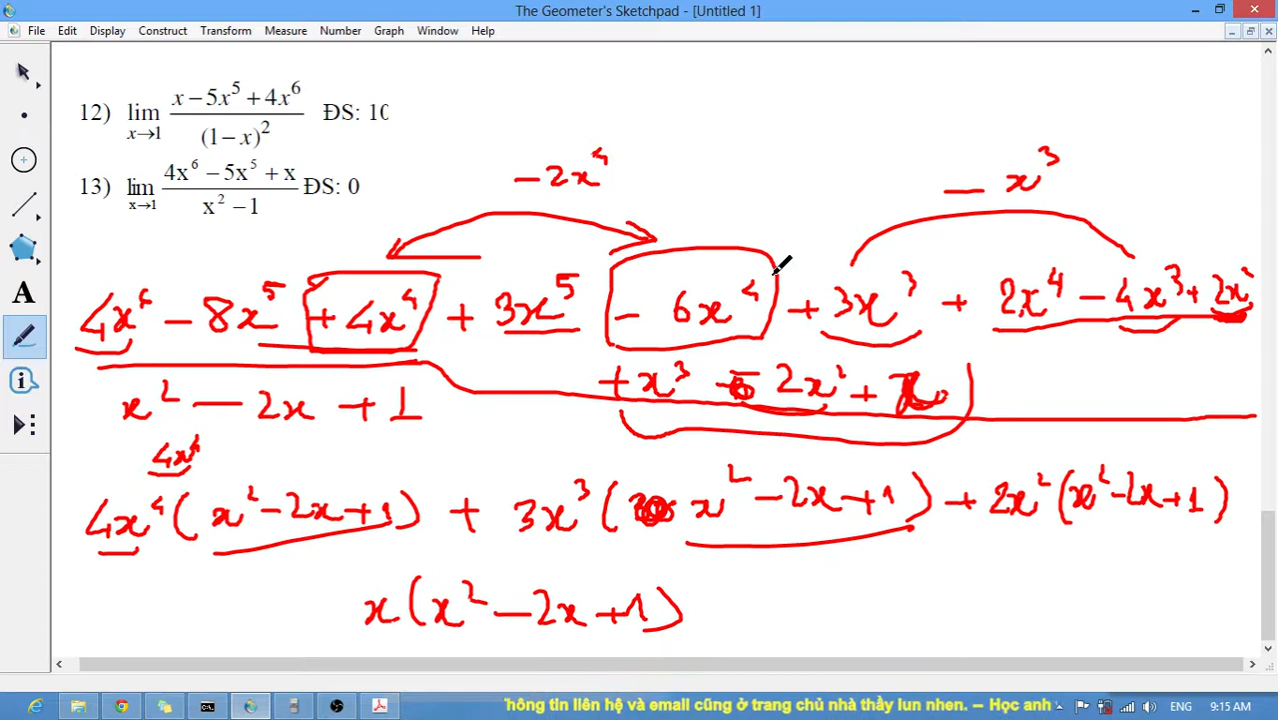 The Geometer's Sketchpad - [Untitled 1]
File Edit Display Construct Transform Measure Number Graph Window Help
12) lim x→1 (x − 5x^5 + 4x^6)/((1 − x)^2) ĐS: 10
13) lim x→1 (4x^6 − 5x^5 + x)/(x^2 − 1) ĐS: 0
− 2x^4 − x^3
4x^6 − 8x^5 + 4x^4 + 3x^5 − 6x^4 + 3x^3 + 2x^4 − 4x^3 + 2x^2
+ x^3 − 2x^2 + x
x^2 − 2x + 1
4x^6
4x^4 (x^2 − 2x + 1) + 3x^3 (x^2 − 2x + 1) + 2x^2 (x^2 − 2x + 1)
x (x^2 − 2x + 1)
A
i
hông tin liên hệ và email cũng ở trang chủ nhà thầy lun nhen. -- Học anh
ENG 9:15 AM